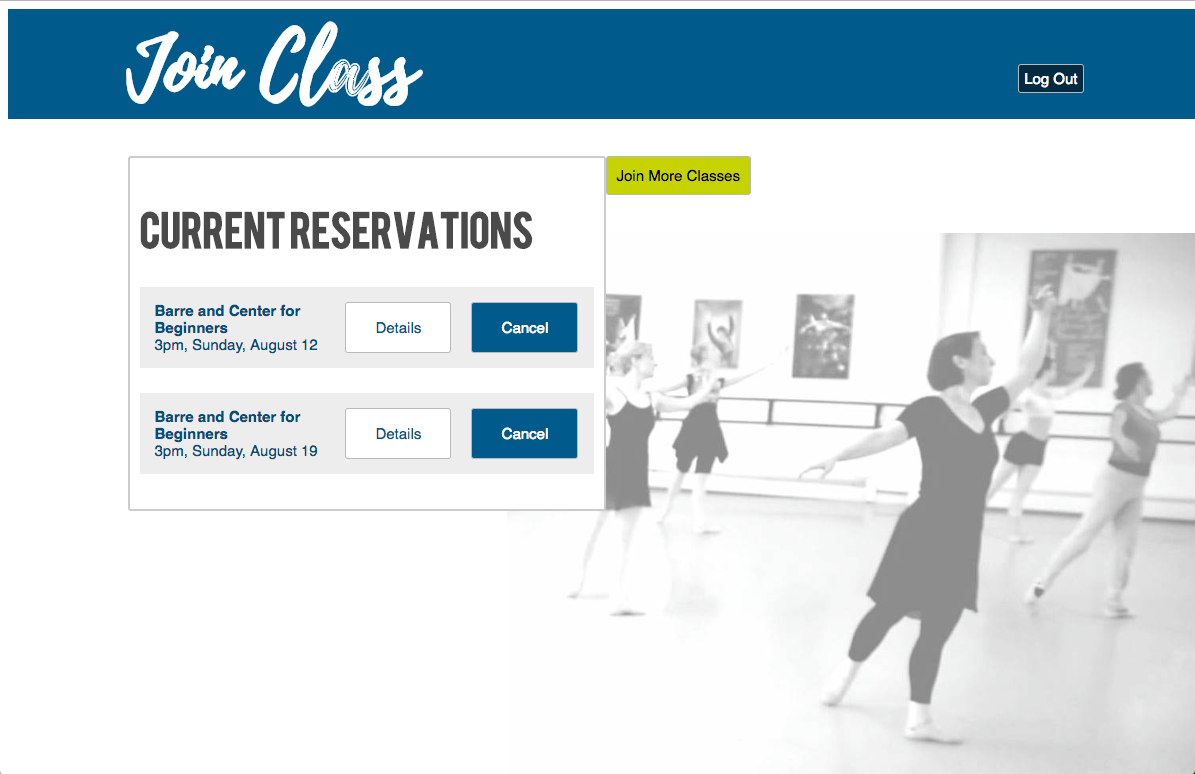 Join Class
Log Out
Join More Classes
CURRENT RESERVATIONS
Barre and Center for
Beginners
3pm, Sunday, August 12
Details
Cancel
Barre and Center for
Beginners
3pm, Sunday, August 19
Details
Cancel